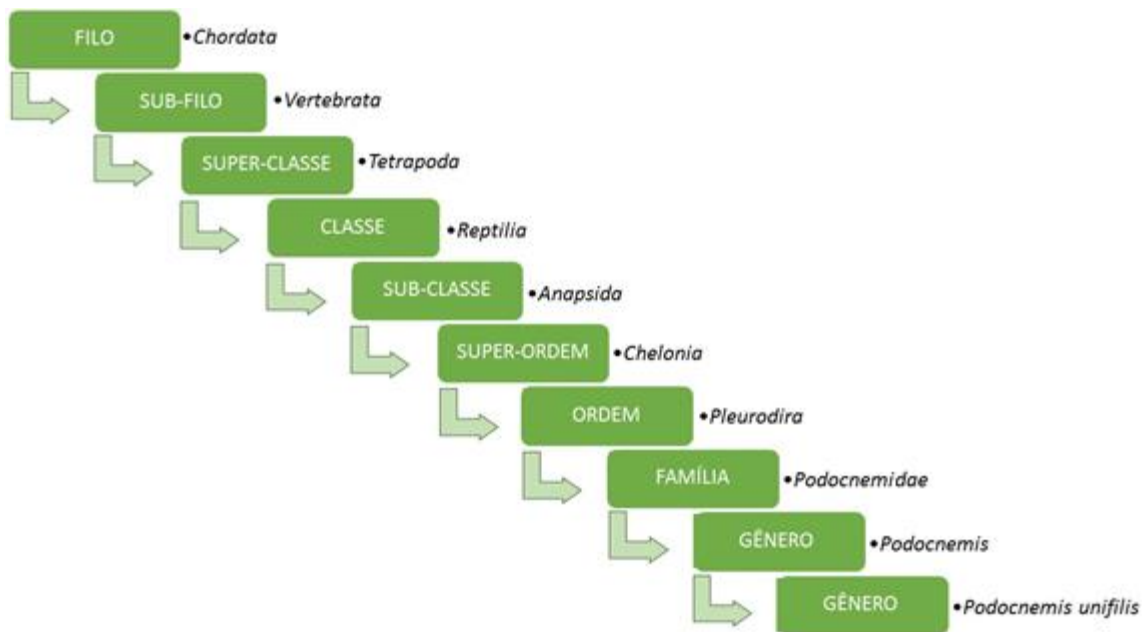 FILO •Chordata
SUB-FILO •Vertebrata
SUPER-CLASSE •Tetrapoda
CLASSE •Reptilia
SUB-CLASSE •Anapsida
SUPER-ORDEM •Chelonia
ORDEM •Pleurodira
FAMÍLIA •Podocnemidae
GÊNERO •Podocnemis
GÊNERO •Podocnemis unifilis